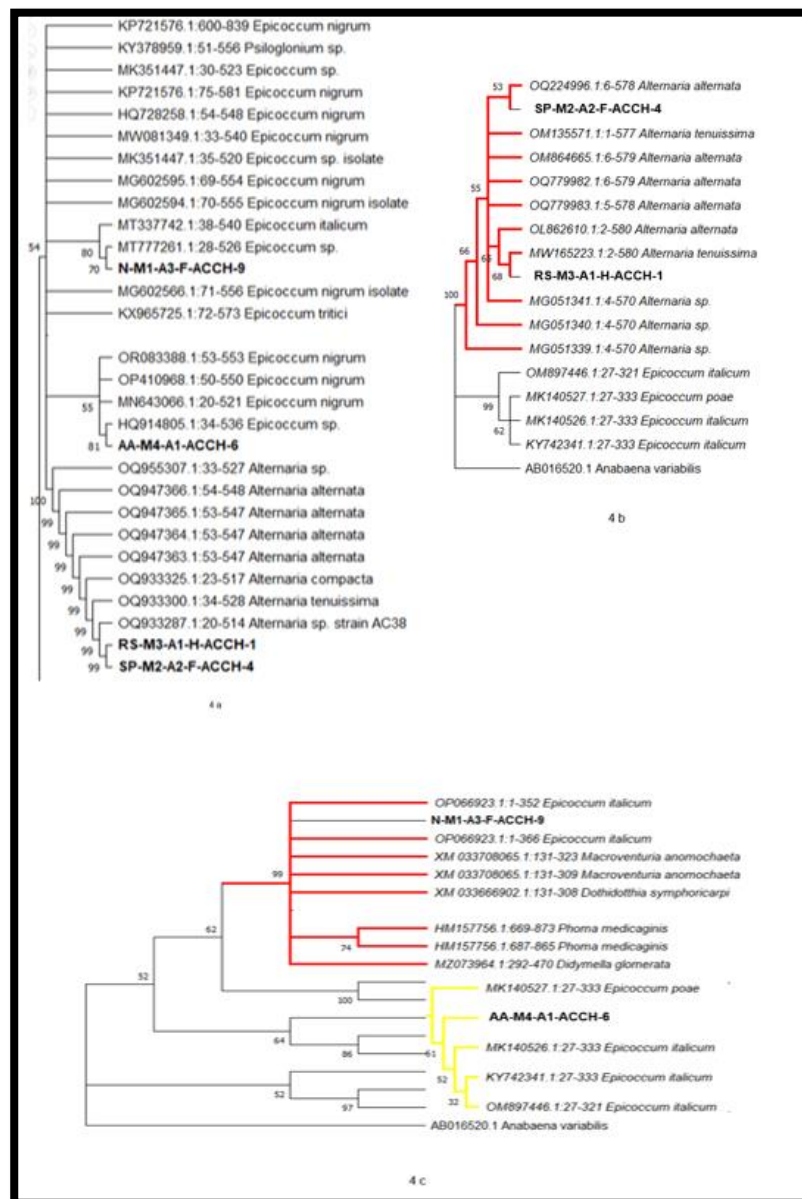 KP721576.1:600-839 Epicoccum nigrum
KY378959.1:51-556 Psiloglonium sp.
MK351447.1:30-523 Epicoccum sp.
KP721576.1:75-581 Epicoccum nigrum
HQ728258.1:54-548 Epicoccum nigrum
MW081349.1:33-540 Epicoccum nigrum
MK351447.1:35-520 Epicoccum sp. isolate
MG602595.1:69-554 Epicoccum nigrum
MG602594.1:70-555 Epicoccum nigrum isolate
MT337742.1:38-540 Epicoccum italicum
54
80
MT777261.1:28-526 Epicoccum sp.
70
N-M1-A3-F-ACCH-9
MG602566.1:71-556 Epicoccum nigrum isolate
KX965725.1:72-573 Epicoccum tritici
OR083388.1:53-553 Epicoccum nigrum
OP410968.1:50-550 Epicoccum nigrum
MN643066.1:20-521 Epicoccum nigrum
55
HQ914805.1:34-536 Epicoccum sp.
81
AA-M4-A1-ACCH-6
OQ955307.1:33-527 Alternaria sp.
100
OQ947366.1:54-548 Alternaria alternata
99
OQ947365.1:53-547 Alternaria alternata
99
OQ947364.1:53-547 Alternaria alternata
99
OQ947363.1:53-547 Alternaria alternata
99
OQ933325.1:23-517 Alternaria compacta
99
OQ933300.1:34-528 Alternaria tenuissima
99
OQ933287.1:20-514 Alternaria sp. strain AC38
99
RS-M3-A1-H-ACCH-1
99
SP-M2-A2-F-ACCH-4
4 a
53
OQ224996.1:6-578 Alternaria alternata
SP-M2-A2-F-ACCH-4
OM135571.1:1-577 Alternaria tenuissima
OM864665.1:6-579 Alternaria alternata
OQ779982.1:6-579 Alternaria alternata
55
OQ779983.1:5-578 Alternaria alternata
OL862610.1:2-580 Alternaria alternata
66
MW165223.1:2-580 Alternaria tenuissima
68
RS-M3-A1-H-ACCH-1
100
MG051341.1:4-570 Alternaria sp.
MG051340.1:4-570 Alternaria sp.
MG051339.1:4-570 Alternaria sp.
OM897446.1:27-321 Epicoccum italicum
99
MK140527.1:27-333 Epicoccum poae
MK140526.1:27-333 Epicoccum italicum
62
KY742341.1:27-333 Epicoccum italicum
AB016520.1 Anabaena variabilis
4 b
OP066923.1:1-352 Epicoccum italicum
N-M1-A3-F-ACCH-9
OP066923.1:1-366 Epicoccum italicum
XM 033708065.1:131-323 Macroventuria anomochaeta
99
XM 033708065.1:131-309 Macroventuria anomochaeta
XM 033666902.1:131-308 Dothidotthia symphoricarpi
62
HM157756.1:669-873 Phoma medicaginis
74
HM157756.1:687-865 Phoma medicaginis
MZ073964.1:292-470 Didymella glomerata
52
MK140527.1:27-333 Epicoccum poae
100
AA-M4-A1-ACCH-6
64
86
61
MK140526.1:27-333 Epicoccum italicum
52
52
KY742341.1:27-333 Epicoccum italicum
97
32
OM897446.1:27-321 Epicoccum italicum
AB016520.1 Anabaena variabilis
4 c